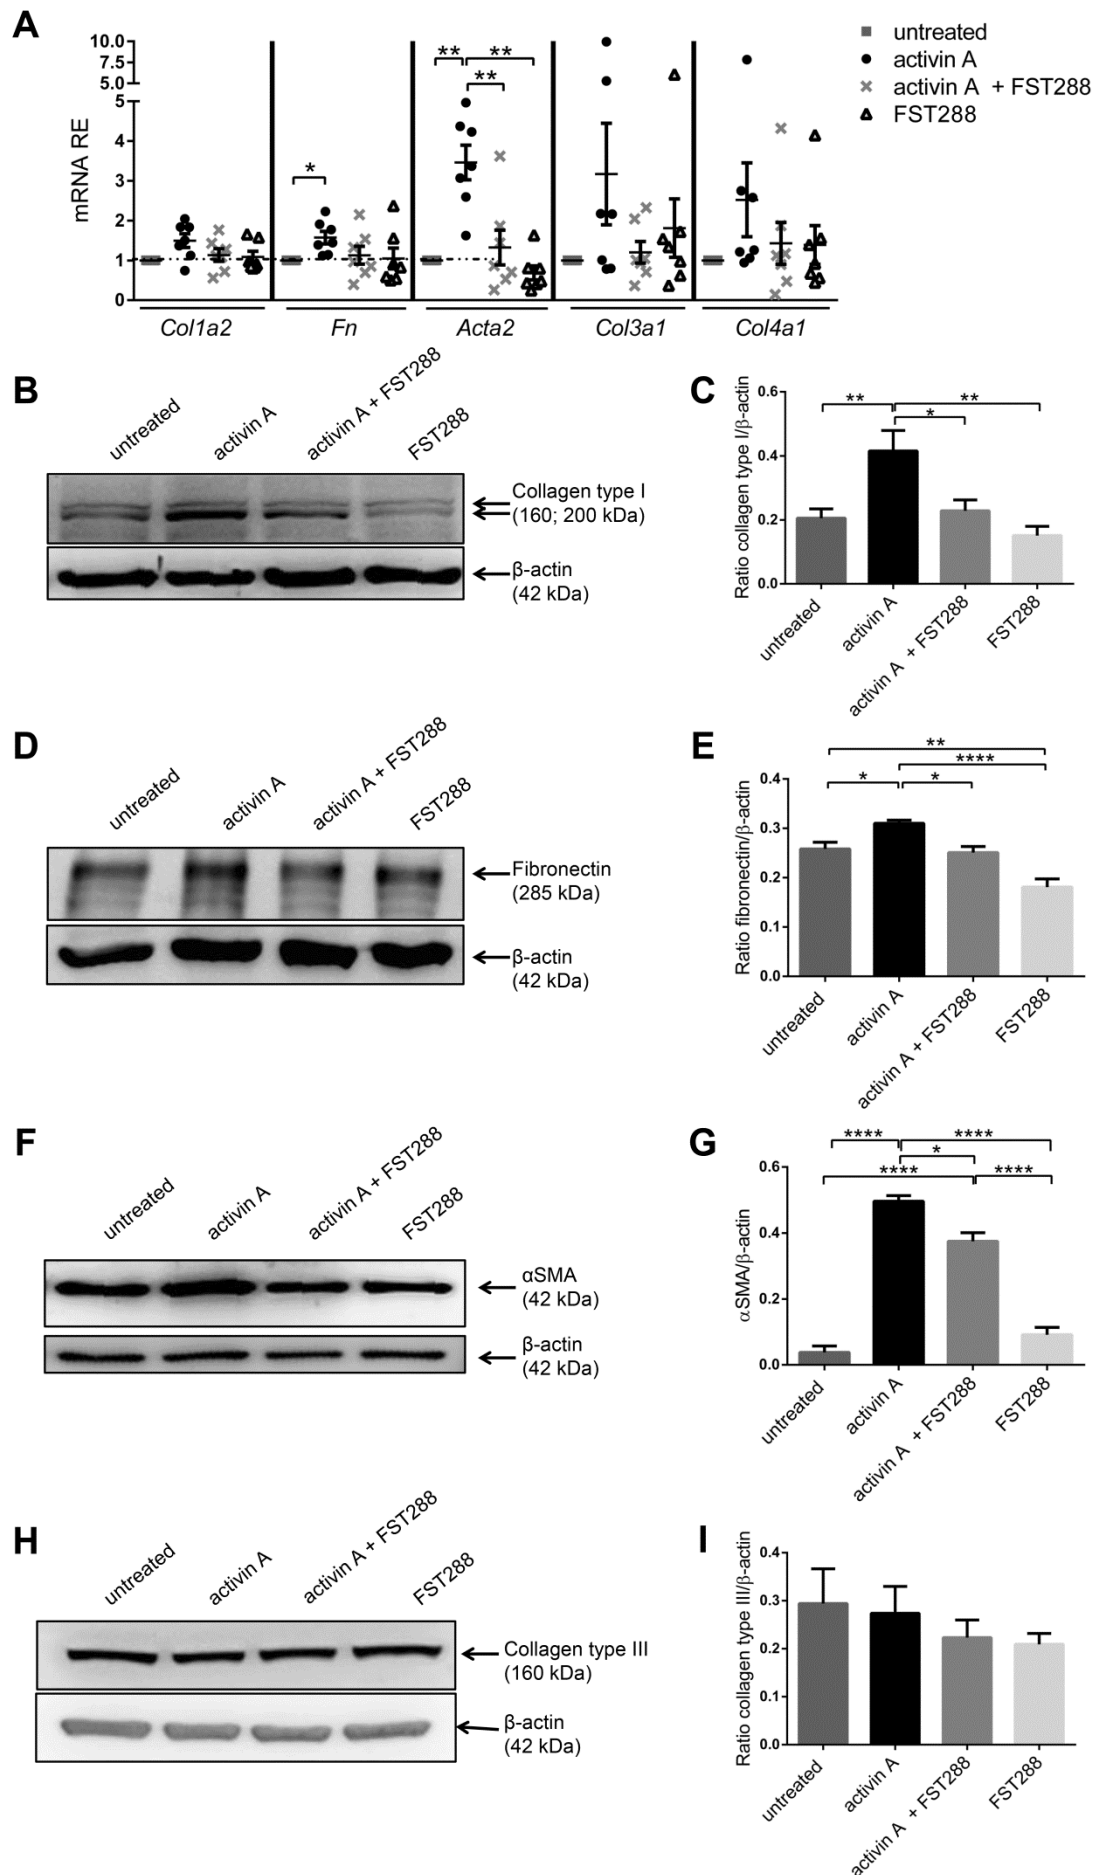 A
mRNA RE
10.0
7.5
5.0
5
4
3
2
1
0
*
**
**
**
Col1a2 Fn Acta2 Col3a1 Col4a1
untreated
activin A
activin A + FST288
FST288
B
untreated
activin A
activin A + FST288
FST288
Collagen type I
(160; 200 kDa)
β-actin
(42 kDa)
C
Ratio collagen type I/β-actin
0.6
0.4
0.2
0.0
**
**
*
untreated
activin A
activin A + FST288
FST288
D
untreated
activin A
activin A + FST288
FST288
Fibronectin
(285 kDa)
β-actin
(42 kDa)
E
Ratio fibronectin/β-actin
0.4
0.3
0.2
0.1
0.0
**
****
*
*
untreated
activin A
activin A + FST288
FST288
F
untreated
activin A
activin A + FST288
FST288
αSMA
(42 kDa)
β-actin
(42 kDa)
G
αSMA/β-actin
0.6
0.4
0.2
0.0
****
****
*
****
****
untreated
activin A
activin A + FST288
FST288
H
untreated
activin A
activin A + FST288
FST288
Collagen type III
(160 kDa)
β-actin
(42 kDa)
I
Ratio collagen type III/β-actin
0.4
0.3
0.2
0.1
0.0
untreated
activin A
activin A + FST288
FST288